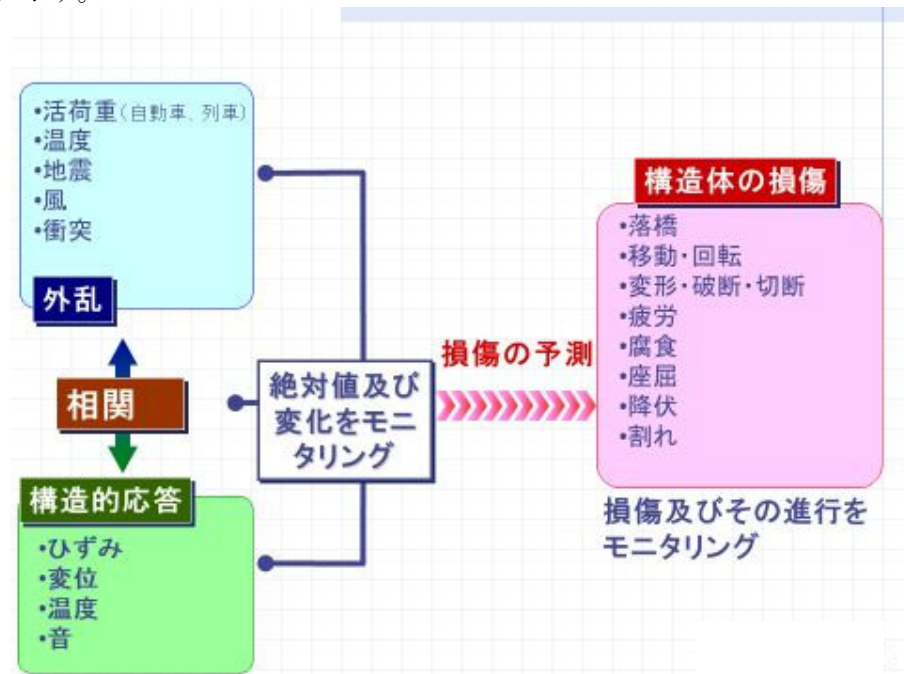 ・活荷重(自動車、列車)
・温度
・地震
・風
・衝突
外乱
相関
構造的応答
・ひずみ
・変位
・温度
・音
絶対値及び
変化をモニ
タリング
損傷の予測
構造体の損傷
・落橋
・移動・回転
・変形・破断・切断
・疲労
・腐食
・座屈
・降伏
・割れ
損傷及びその進行を
モニタリング